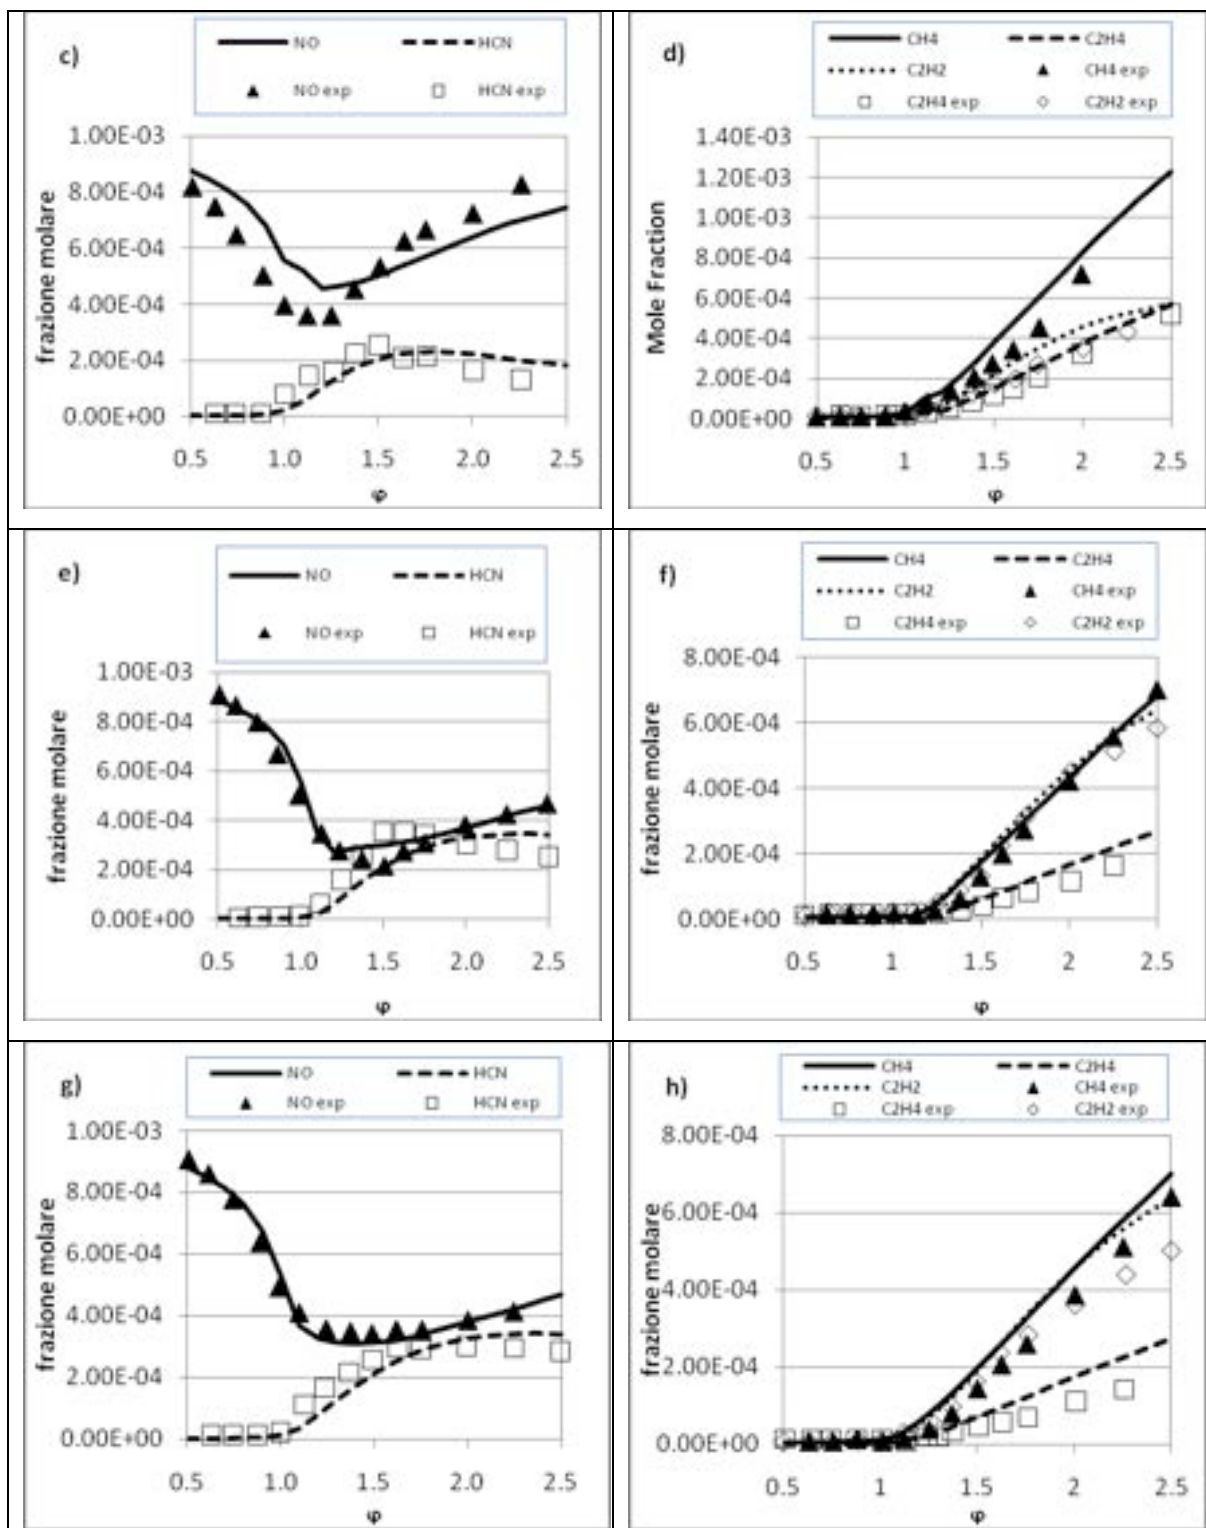 c)
NO HCN
NO exp HCN exp
1.00E-03
8.00E-04
6.00E-04
4.00E-04
2.00E-04
0.00E+00
frazione molare
0.5 1.0 1.5 2.0 2.5
φ
d)
CH4 C2H4
C2H2 CH4 exp
C2H4 exp C2H2 exp
1.40E-03
1.20E-03
1.00E-03
8.00E-04
6.00E-04
4.00E-04
2.00E-04
0.00E+00
Mole Fraction
0.5 1 1.5 2 2.5
φ
e)
NO HCN
NO exp HCN exp
1.00E-03
8.00E-04
6.00E-04
4.00E-04
2.00E-04
0.00E+00
frazione molare
0.5 1.0 1.5 2.0 2.5
φ
f)
CH4 C2H4
C2H2 CH4 exp
C2H4 exp C2H2 exp
8.00E-04
6.00E-04
4.00E-04
2.00E-04
0.00E+00
frazione molare
0.5 1 1.5 2 2.5
φ
g)
NO HCN
NO exp HCN exp
1.00E-03
8.00E-04
6.00E-04
4.00E-04
2.00E-04
0.00E+00
frazione molare
0.5 1.0 1.5 2.0 2.5
φ
h)
CH4 C2H4
C2H2 CH4 exp
C2H4 exp C2H2 exp
8.00E-04
6.00E-04
4.00E-04
2.00E-04
0.00E+00
frazione molare
0.5 1 1.5 2 2.5
φ